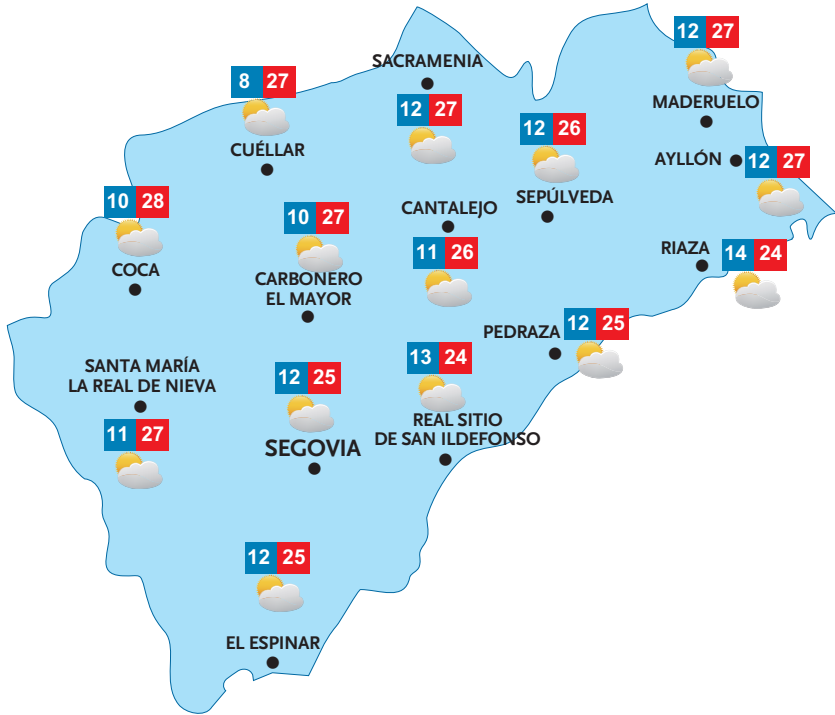 12 27
MADERUELO
SACRAMENIA
12 27
8 27
CUÉLLAR
12 26
SEPÚLVEDA
AYLLÓN
12 27
10 28
COCA
10 27
CARBONERO
EL MAYOR
CANTALEJO
11 26
RIAZA
14 24
PEDRAZA
12 25
SANTA MARÍA
LA REAL DE NIEVA
11 27
12 25
SEGOVIA
13 24
REAL SITIO
DE SAN ILDEFONSO
12 25
EL ESPINAR